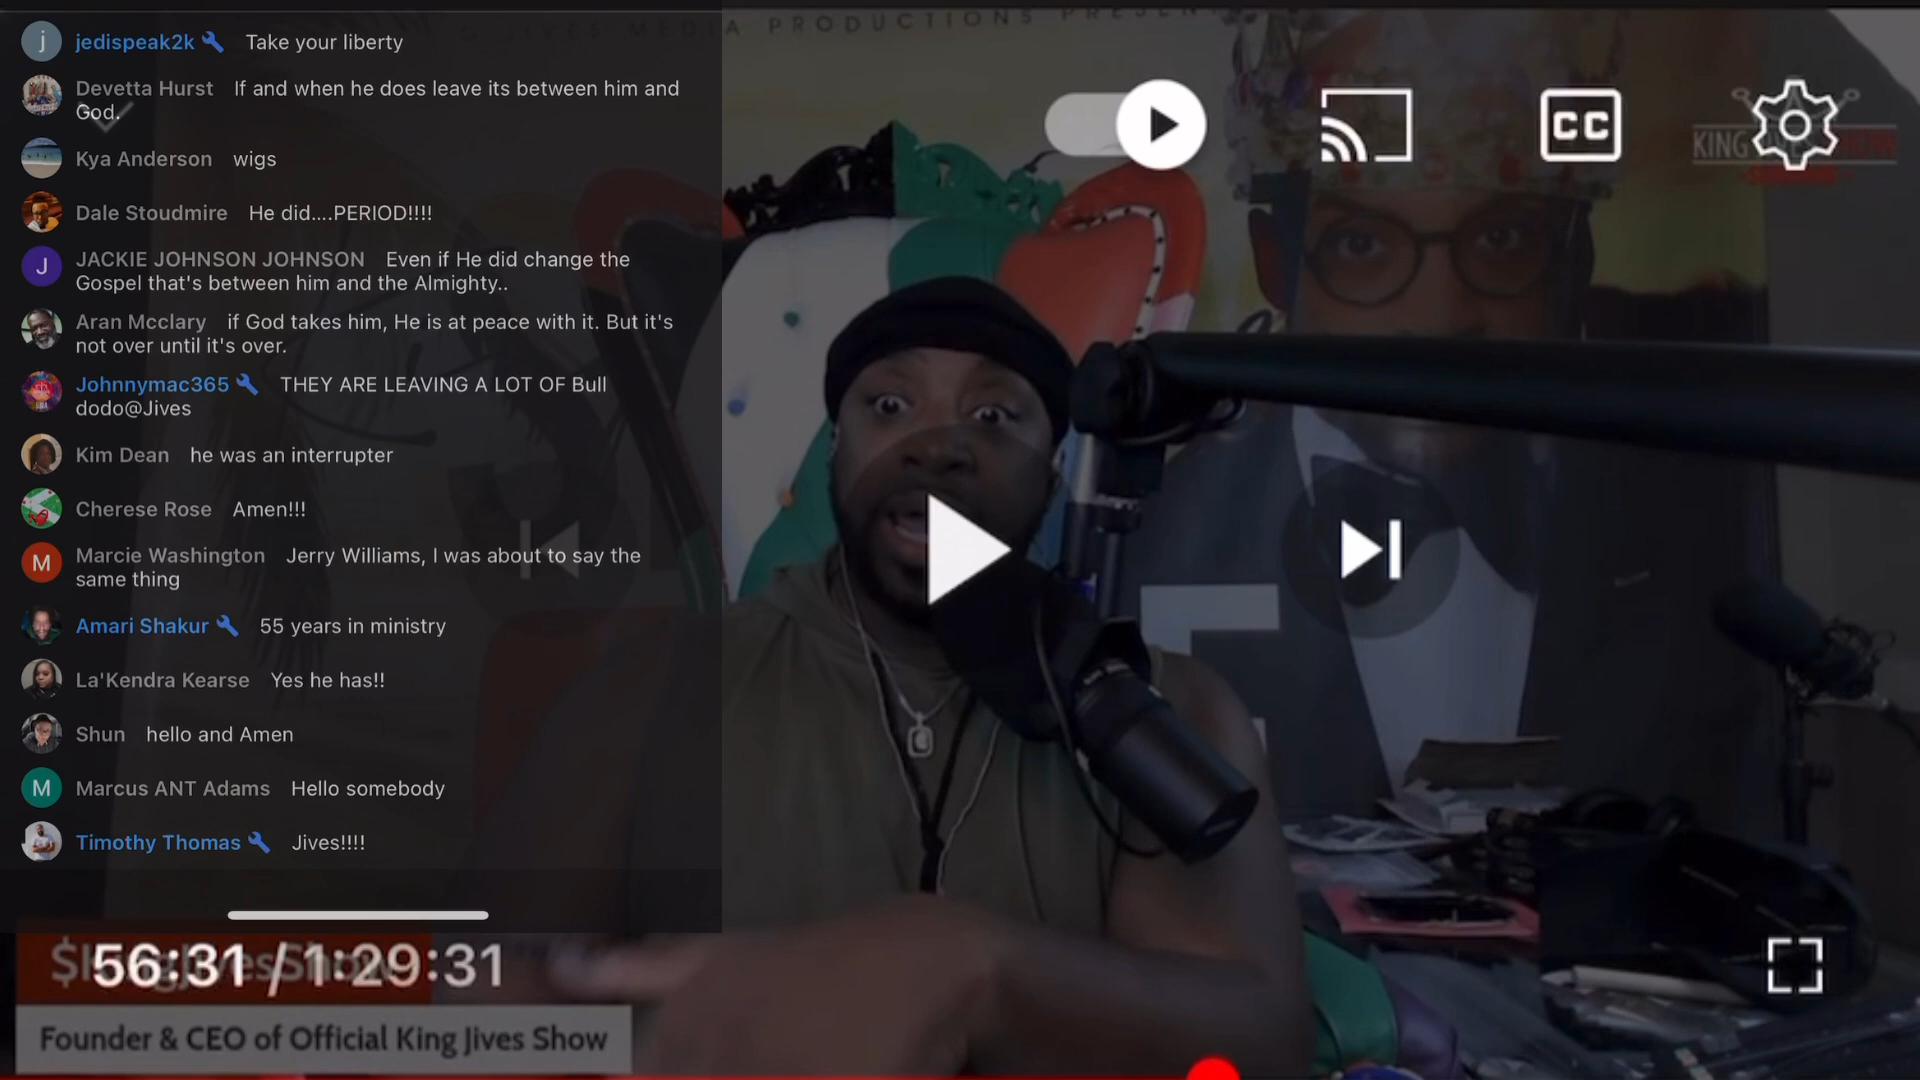 JIVES MEDIA PRODUCTIONS PRESENT
jedispeak2k Take your liberty
Devetta Hurst If and when he does leave its between him and
God.
Kya Anderson wigs
Dale Stoudmire He did....PERIOD!!!!
J JACKIE JOHNSON JOHNSON Even if He did change the
Gospel that's between him and the Almighty..
Aran Mcclary if God takes him, He is at peace with it. But it's
not over until it's over.
Johnnymac365 THEY ARE LEAVING A LOT OF Bull
dodo@Jives
Kim Dean he was an interrupter
Cherese Rose Amen!!!
M Marcie Washington Jerry Williams, I was about to say the
same thing
Amari Shakur 55 years in ministry
La'Kendra Kearse Yes he has!!
Shun hello and Amen
M Marcus ANT Adams Hello somebody
Timothy Thomas Jives!!!!
CC
KING
56:31 / 1:29:31
Founder & CEO of Official King Jives Show